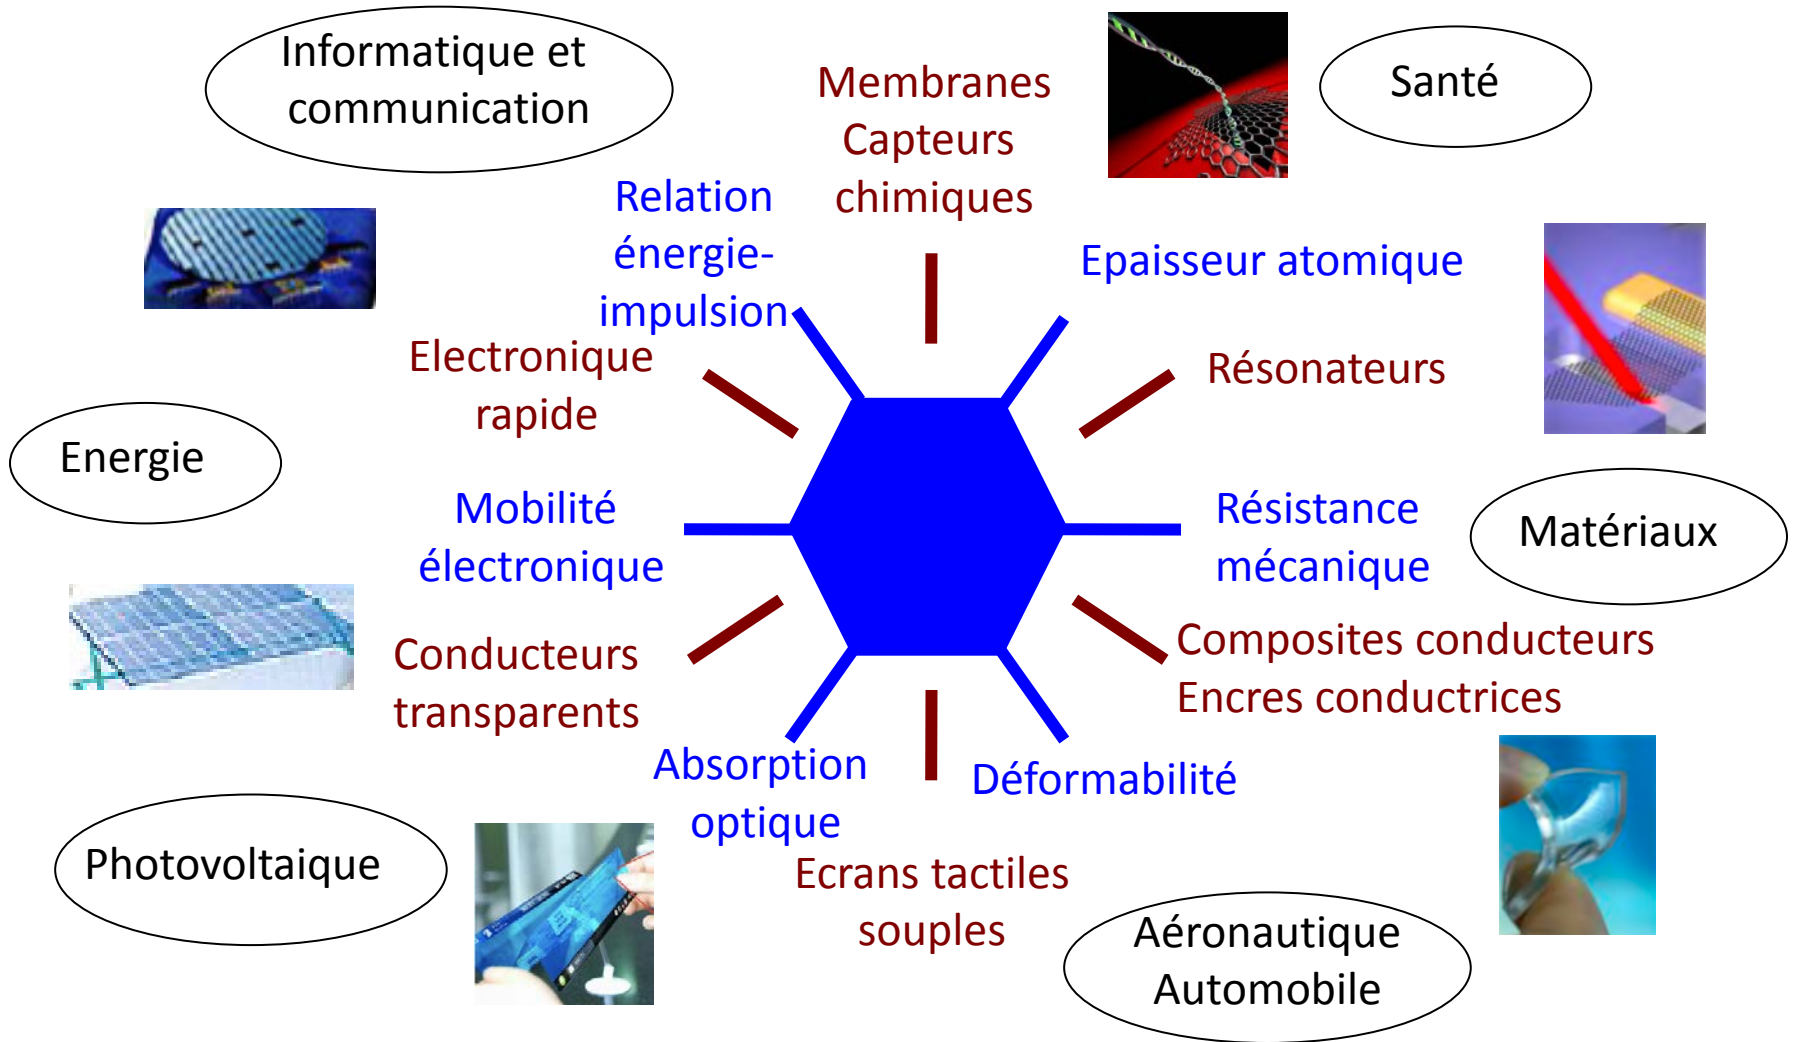 Informatique et
communication
Membranes
Capteurs
chimiques
Santé
Relation
énergie-
impulsion
Epaisseur atomique
Electronique
rapide
Résonateurs
Energie
Mobilité
électronique
Résistance
mécanique
Matériaux
Conducteurs
transparents
Composites conducteurs
Encres conductrices
Absorption
optique
Déformabilité
Photovoltaique
Ecrans tactiles
souples
Aéronautique
Automobile